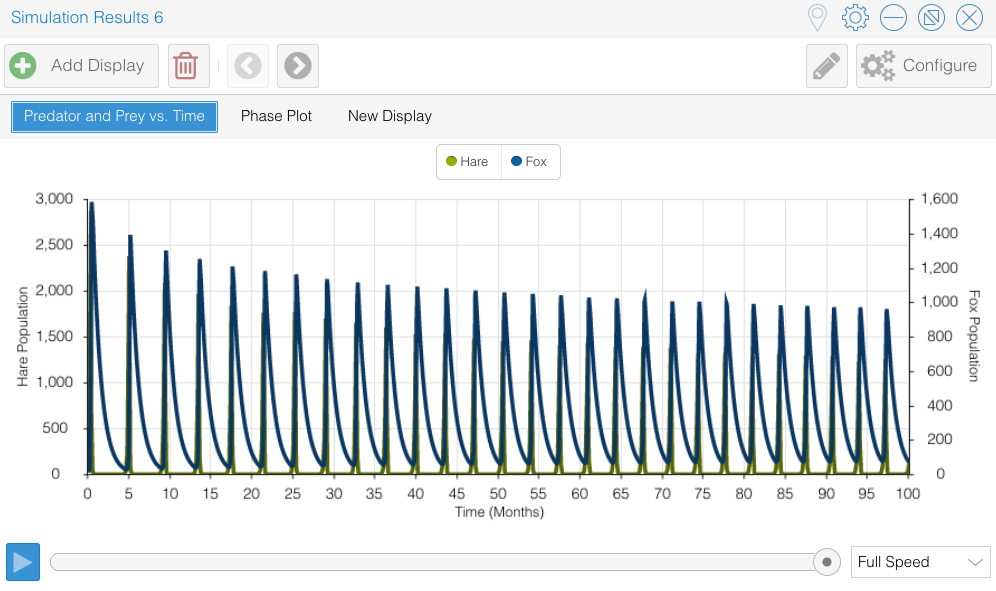 Simulation Results 6
Add Display
Configure
Predator and Prey vs. Time Phase Plot New Display
Hare Fox
3,000 1,600
1,400
2,500
1,200
2,000
1,000
1,500 800
600
1,000
400
500
200
0 0
Hare Population
Fox Population
0 5 10 15 20 25 30 35 40 45 50 55 60 65 70 75 80 85 90 95 100
Time (Months)
Full Speed